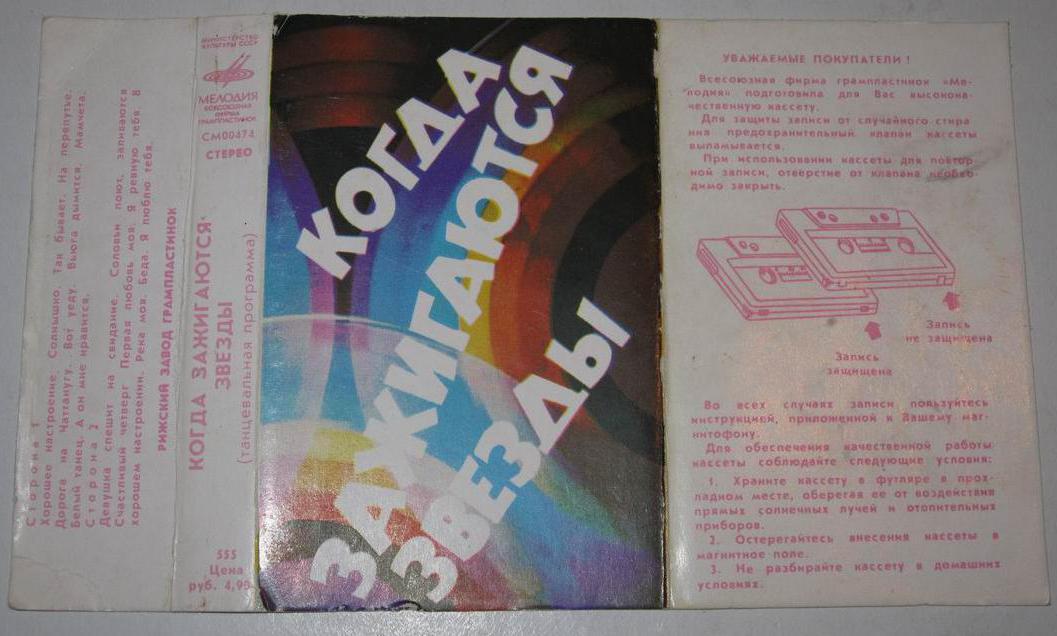 Сторона 1
Хорошее настроение. Солнышко. Так бывает. На перепутье.
Дорога на Чаттанугу. Вот уеду. Вьюга дымится. Мамчета.
Белый танец. А он мне нравится.
Сторона 2
Девушка спешит на свидание. Соловьи поют, заливаются
Счастливый четверг Первая любовь моя. Я ревную тебя. В
хорошем настроении. Река моя. Беда. Я люблю тебя.
РИЖСКИЙ ЗАВОД ГРАМПЛАСТИНОК
МИНИСТЕРСТВО
КУЛЬТУРЫ СССР
МЕЛОДИЯ
ВСЕСОЮЗНАЯ
ФИРМА
ГРАМПЛАСТИНОК
СМ00474
СТЕРЕО
КОГДА ЗАЖИГАЮТСЯ
ЗВЕЗДЫ
(танцевальная программа)
555
Цена
руб. 4,90
КОГДА
ЗАЖИГАЮТСЯ
ЗВЕЗДЫ
УВАЖАЕМЫЕ ПОКУПАТЕЛИ!
Всесоюзная фирма грампластинок «Ме-
лодия» подготовила для Вас высокока-
чественную кассету.
Для защиты записи от случайного стира
ния предохранительный клапан кассеты
выламывается.
При использовании кассеты для повтор
ной записи, отверстие от клапана необхо-
димо закрыть.
Запись
не защищена
Запись
защищена
Во всех случаях записи пользуйтесь
инструкцией, приложенной к Вашему маг-
нитофону.
Для обеспечения качественной работы
кассеты соблюдайте следующие условия:
1. Храните кассету в футляре в прох-
ладном месте, оберегая ее от воздействия
прямых солнечных лучей и отопительных
приборов.
2. Остерегайтесь внесения кассеты в
магнитное поле.
3. Не разбирайте кассету в домашних
условиях.